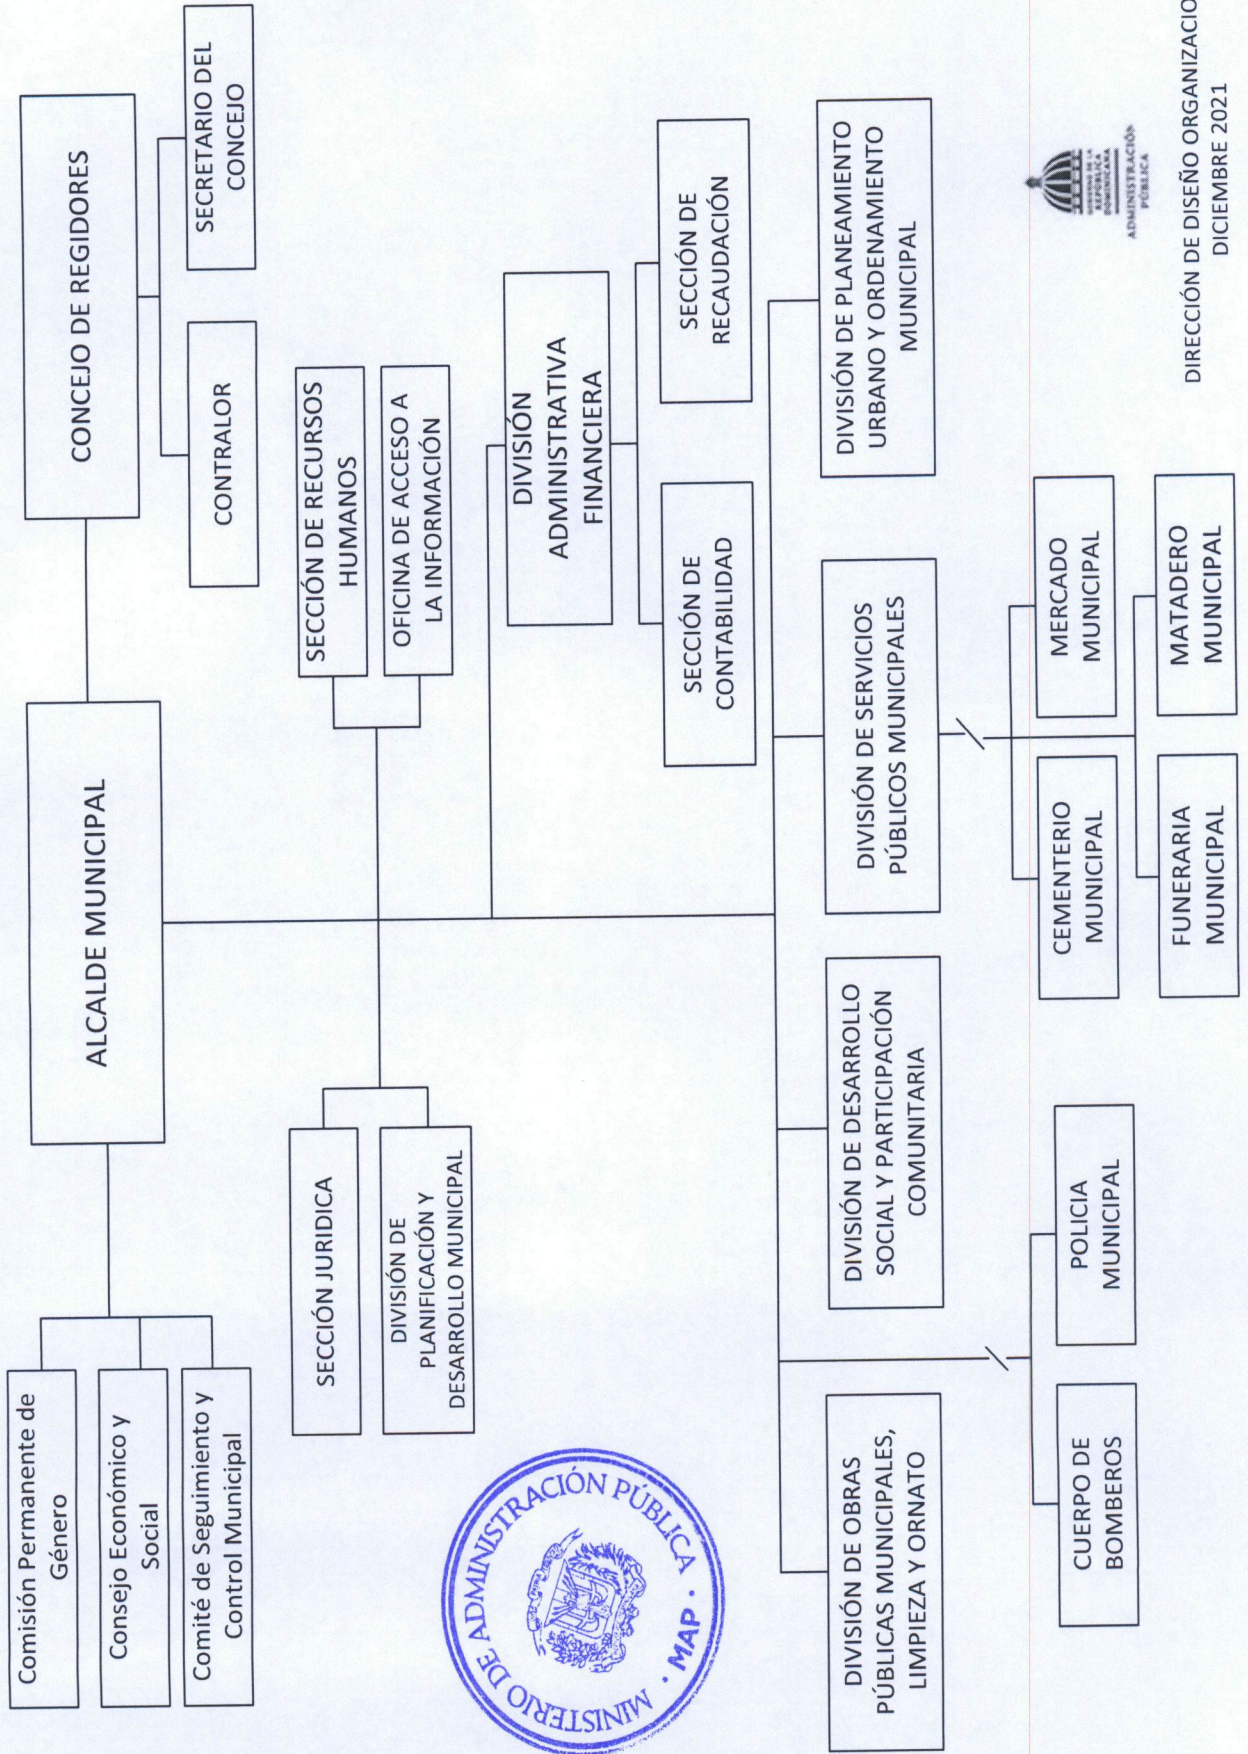 Comisión Permanente de
Género
Consejo Económico y
Social
Comité de Seguimiento y
Control Municipal
ALCALDE MUNICIPAL
CONCEJO DE REGIDORES
CONTRALOR
SECRETARIO DEL
CONCEJO
SECCIÓN JURIDICA
DIVISIÓN DE
PLANIFICACIÓN Y
DESARROLLO MUNICIPAL
SECCIÓN DE RECURSOS
HUMANOS
OFICINA DE ACCESO A
LA INFORMACIÓN
DIVISIÓN
ADMINISTRATIVA
FINANCIERA
SECCIÓN DE
CONTABILIDAD
SECCIÓN DE
RECAUDACIÓN
DIVISIÓN DE OBRAS
PÚBLICAS MUNICIPALES,
LIMPIEZA Y ORNATO
DIVISIÓN DE DESARROLLO
SOCIAL Y PARTICIPACIÓN
COMUNITARIA
DIVISIÓN DE SERVICIOS
PÚBLICOS MUNICIPALES
DIVISIÓN DE PLANEAMIENTO
URBANO Y ORDENAMIENTO
MUNICIPAL
CUERPO DE
BOMBEROS
POLICIA
MUNICIPAL
CEMENTERIO
MUNICIPAL
MERCADO
MUNICIPAL
FUNERARIA
MUNICIPAL
MATADERO
MUNICIPAL
MINISTERIO DE ADMINISTRACIÓN PÚBLICA
· MAP ·
GOBIERNO DE LA
REPÚBLICA
DOMINICANA
ADMINISTRACIÓN
PÚBLICA
DIRECCIÓN DE DISEÑO ORGANIZACIO
DICIEMBRE 2021